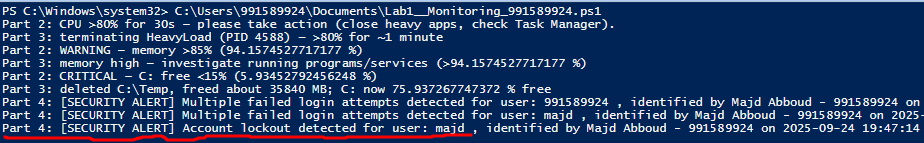 PS C:\Windows\system32> C:\Users\991589924\Documents\Lab1__Monitoring_991589924.ps1
Part 2: CPU >80% for 30s – please take action (close heavy apps, check Task Manager).
Part 3: terminating HeavyLoad (PID 4588) – >80% for ~1 minute
Part 2: WARNING – memory >85% (94.1574527717177 %)
Part 3: memory high – investigate running programs/services (>94.1574527717177 %)
Part 2: CRITICAL – C: free <15% (5.93452792456248 %)
Part 3: deleted C:\Temp, freed about 35840 MB; C: now 75.937267747372 % free
Part 4: [SECURITY ALERT] Multiple failed login attempts detected for user: 991589924 , identified by Majd Abboud - 991589924 on
Part 4: [SECURITY ALERT] Multiple failed login attempts detected for user: majd , identified by Majd Abboud - 991589924 on 2025-
Part 4: [SECURITY ALERT] Account lockout detected for user: majd , identified by Majd Abboud - 991589924 on 2025-09-24 19:47:14